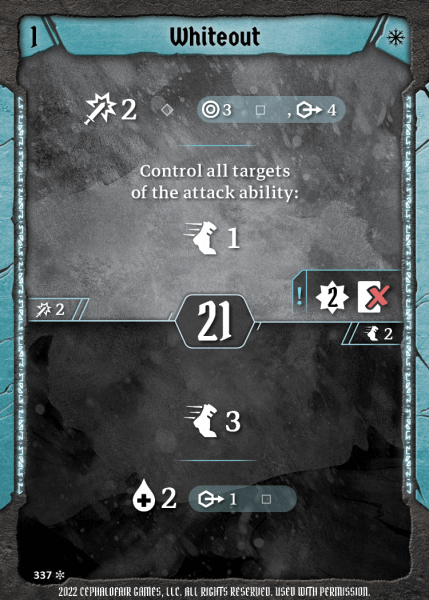 1 Whiteout
2 3 , 4
Control all targets
of the attack ability:
1
! 2
2 21 2
3
2 1
337
2022 CEPHALOFAIR GAMES, LLC. ALL RIGHTS RESERVED. USED WITH PERMISSION.